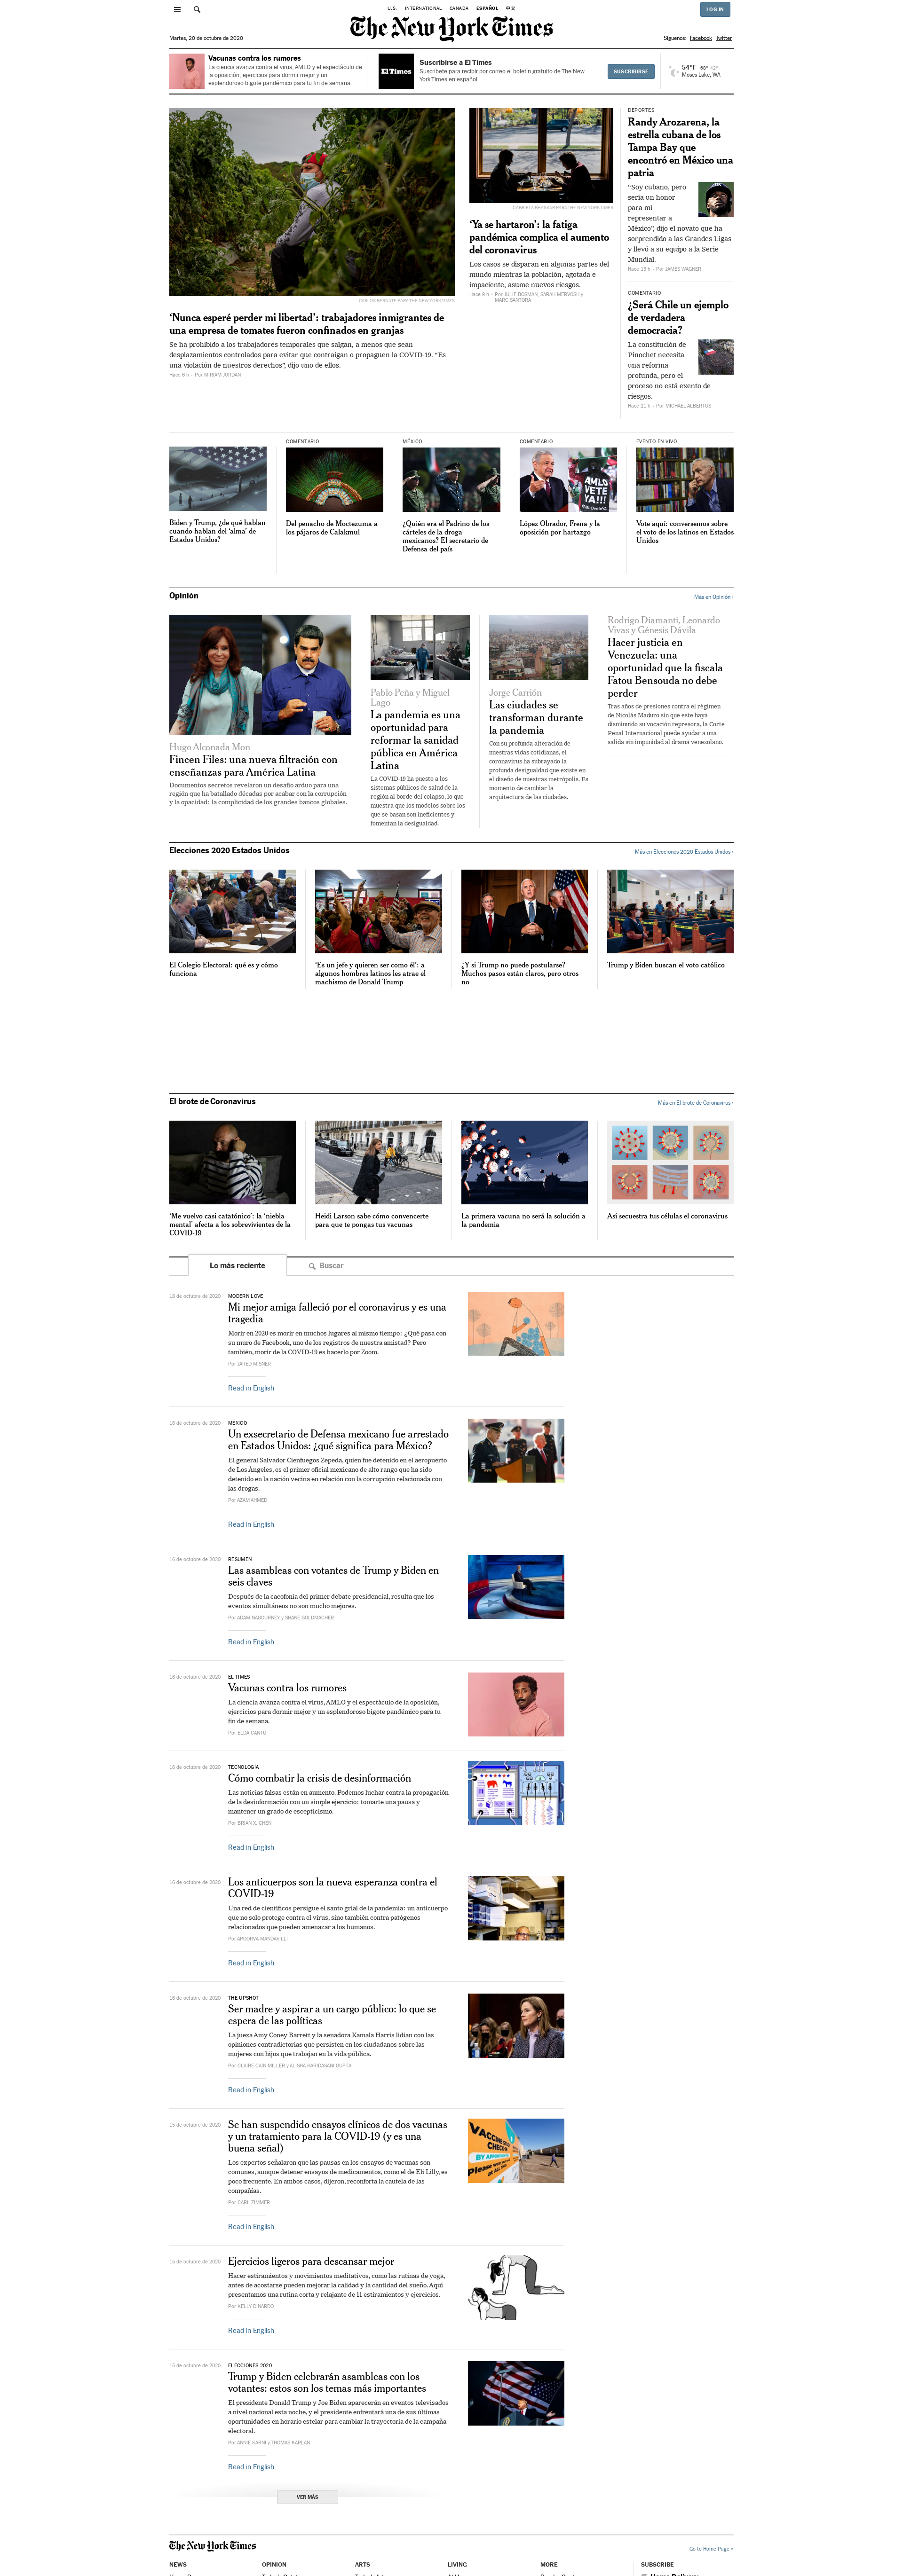 U.S. INTERNATIONAL CANADA ESPAÑOL 中文
LOG IN
The New York Times
Martes, 20 de octubre de 2020
Síguenos: Facebook Twitter
Vacunas contra los rumores
La ciencia avanza contra el virus, AMLO y el espectáculo de
la oposición, ejercicios para dormir mejor y un
esplendoroso bigote pandémico para tu fin de semana.
El Times
Suscribirse a El Times
Suscríbete para recibir por correo el boletín gratuito de The New
York Times en español.
SUSCRIBIRSE
54°F 66° 42°
Moses Lake, WA
CARLOS BERNATE PARA THE NEW YORK TIMES
‘Nunca esperé perder mi libertad’: trabajadores inmigrantes de
una empresa de tomates fueron confinados en granjas
Se ha prohibido a los trabajadores temporales que salgan, a menos que sean
desplazamientos controlados para evitar que contraigan o propaguen la COVID-19. “Es
una violación de nuestros derechos”, dijo uno de ellos.
Hace 6 h - Por MIRIAM JORDAN
GABRIELA BHASKAR PARA THE NEW YORK TIMES
‘Ya se hartaron’: la fatiga
pandémica complica el aumento
del coronavirus
Los casos se disparan en algunas partes del
mundo mientras la población, agotada e
impaciente, asume nuevos riesgos.
Hace 8 h - Por JULIE BOSMAN, SARAH MERVOSH y
MARC SANTORA
DEPORTES
Randy Arozarena, la
estrella cubana de los
Tampa Bay que
encontró en México una
patria
“Soy cubano, pero
sería un honor
para mí
representar a
México”, dijo el novato que ha
sorprendido a las Grandes Ligas
y llevó a su equipo a la Serie
Mundial.
Hace 13 h - Por JAMES WAGNER
COMENTARIO
¿Será Chile un ejemplo
de verdadera
democracia?
La constitución de
Pinochet necesita
una reforma
profunda, pero el
proceso no está exento de
riesgos.
Hace 21 h - Por MICHAEL ALBERTUS
Biden y Trump, ¿de qué hablan
cuando hablan del ‘alma’ de
Estados Unidos?
COMENTARIO
Del penacho de Moctezuma a
los pájaros de Calakmul
MÉXICO
¿Quién era el Padrino de los
cárteles de la droga
mexicanos? El secretario de
Defensa del país
COMENTARIO
AMLO
VETE
YA!!!
López Obrador, Frena y la
oposición por hartazgo
EVENTO EN VIVO
Vote aquí: conversemos sobre
el voto de los latinos en Estados
Unidos
Opinión
Más en Opinión ›
Hugo Alconada Mon
Fincen Files: una nueva filtración con
enseñanzas para América Latina
Documentos secretos revelaron un desafío arduo para una
región que ha batallado décadas por acabar con la corrupción
y la opacidad: la complicidad de los grandes bancos globales.
Pablo Peña y Miguel
Lago
La pandemia es una
oportunidad para
reformar la sanidad
pública en América
Latina
La COVID-19 ha puesto a los
sistemas públicos de salud de la
región al borde del colapso, lo que
muestra que los modelos sobre los
que se basan son ineficientes y
fomentan la desigualdad.
Jorge Carrión
Las ciudades se
transforman durante
la pandemia
Con su profunda alteración de
nuestras vidas cotidianas, el
coronavirus ha subrayado la
profunda desigualdad que existe en
el diseño de nuestras metrópolis. Es
momento de cambiar la
arquitectura de las ciudades.
Rodrigo Diamanti, Leonardo
Vivas y Génesis Dávila
Hacer justicia en
Venezuela: una
oportunidad que la fiscala
Fatou Bensouda no debe
perder
Tras años de presiones contra el régimen
de Nicolás Maduro sin que este haya
disminuido su vocación represora, la Corte
Penal Internacional puede ayudar a una
salida sin impunidad al drama venezolano.
Elecciones 2020 Estados Unidos
Más en Elecciones 2020 Estados Unidos ›
El Colegio Electoral: qué es y cómo
funciona
‘Es un jefe y quieren ser como él’: a
algunos hombres latinos les atrae el
machismo de Donald Trump
¿Y si Trump no puede postularse?
Muchos pasos están claros, pero otros
no
Trump y Biden buscan el voto católico
El brote de Coronavirus
Más en El brote de Coronavirus ›
‘Me vuelvo casi catatónico’: la ‘niebla
mental’ afecta a los sobrevivientes de la
COVID-19
Heidi Larson sabe cómo convencerte
para que te pongas tus vacunas
La primera vacuna no será la solución a
la pandemia
Así secuestra tus células el coronavirus
Lo más reciente
Buscar
18 de octubre de 2020
MODERN LOVE
Mi mejor amiga falleció por el coronavirus y es una
tragedia
Morir en 2020 es morir en muchos lugares al mismo tiempo: ¿Qué pasa con
su muro de Facebook, uno de los registros de nuestra amistad? Pero
también, morir de la COVID-19 es hacerlo por Zoom.
Por JARED MISNER
Read in English
16 de octubre de 2020
MÉXICO
Un exsecretario de Defensa mexicano fue arrestado
en Estados Unidos: ¿qué significa para México?
El general Salvador Cienfuegos Zepeda, quien fue detenido en el aeropuerto
de Los Ángeles, es el primer oficial mexicano de alto rango que ha sido
detenido en la nación vecina en relación con la corrupción relacionada con
las drogas.
Por AZAM AHMED
Read in English
16 de octubre de 2020
RESUMEN
Las asambleas con votantes de Trump y Biden en
seis claves
Después de la cacofonía del primer debate presidencial, resulta que los
eventos simultáneos no son mucho mejores.
Por ADAM NAGOURNEY y SHANE GOLDMACHER
Read in English
16 de octubre de 2020
EL TIMES
Vacunas contra los rumores
La ciencia avanza contra el virus, AMLO y el espectáculo de la oposición,
ejercicios para dormir mejor y un esplendoroso bigote pandémico para tu
fin de semana.
Por ELDA CANTÚ
16 de octubre de 2020
TECNOLOGÍA
Cómo combatir la crisis de desinformación
Las noticias falsas están en aumento. Podemos luchar contra la propagación
de la desinformación con un simple ejercicio: tomarte una pausa y
mantener un grado de escepticismo.
Por BRIAN X. CHEN
Read in English
16 de octubre de 2020
Los anticuerpos son la nueva esperanza contra el
COVID-19
Una red de científicos persigue el santo grial de la pandemia: un anticuerpo
que no solo protege contra el virus, sino también contra patógenos
relacionados que pueden amenazar a los humanos.
Por APOORVA MANDAVILLI
Read in English
16 de octubre de 2020
THE UPSHOT
Ser madre y aspirar a un cargo público: lo que se
espera de las políticas
La jueza Amy Coney Barrett y la senadora Kamala Harris lidian con las
opiniones contradictorias que persisten en los ciudadanos sobre las
mujeres con hijos que trabajan en la vida pública.
Por CLAIRE CAIN MILLER y ALISHA HARIDASANI GUPTA
Read in English
15 de octubre de 2020
Se han suspendido ensayos clínicos de dos vacunas
y un tratamiento para la COVID-19 (y es una
buena señal)
Los expertos señalaron que las pausas en los ensayos de vacunas son
comunes, aunque detener ensayos de medicamentos, como el de Eli Lilly, es
poco frecuente. En ambos casos, dijeron, reconforta la cautela de las
compañías.
Por CARL ZIMMER
Read in English
15 de octubre de 2020
Ejercicios ligeros para descansar mejor
Hacer estiramientos y movimientos meditativos, como las rutinas de yoga,
antes de acostarse pueden mejorar la calidad y la cantidad del sueño. Aquí
presentamos una rutina corta y relajante de 11 estiramientos y ejercicios.
Por KELLY DINARDO
Read in English
15 de octubre de 2020
ELECCIONES 2020
Trump y Biden celebrarán asambleas con los
votantes: estos son los temas más importantes
El presidente Donald Trump y Joe Biden aparecerán en eventos televisados
a nivel nacional esta noche, y el presidente enfrentará una de sus últimas
oportunidades en horario estelar para cambiar la trayectoria de la campaña
electoral.
Por ANNIE KARNI y THOMAS KAPLAN
Read in English
VER MÁS
The New York Times
Go to Home Page »
NEWS OPINION ARTS LIVING MORE SUBSCRIBE